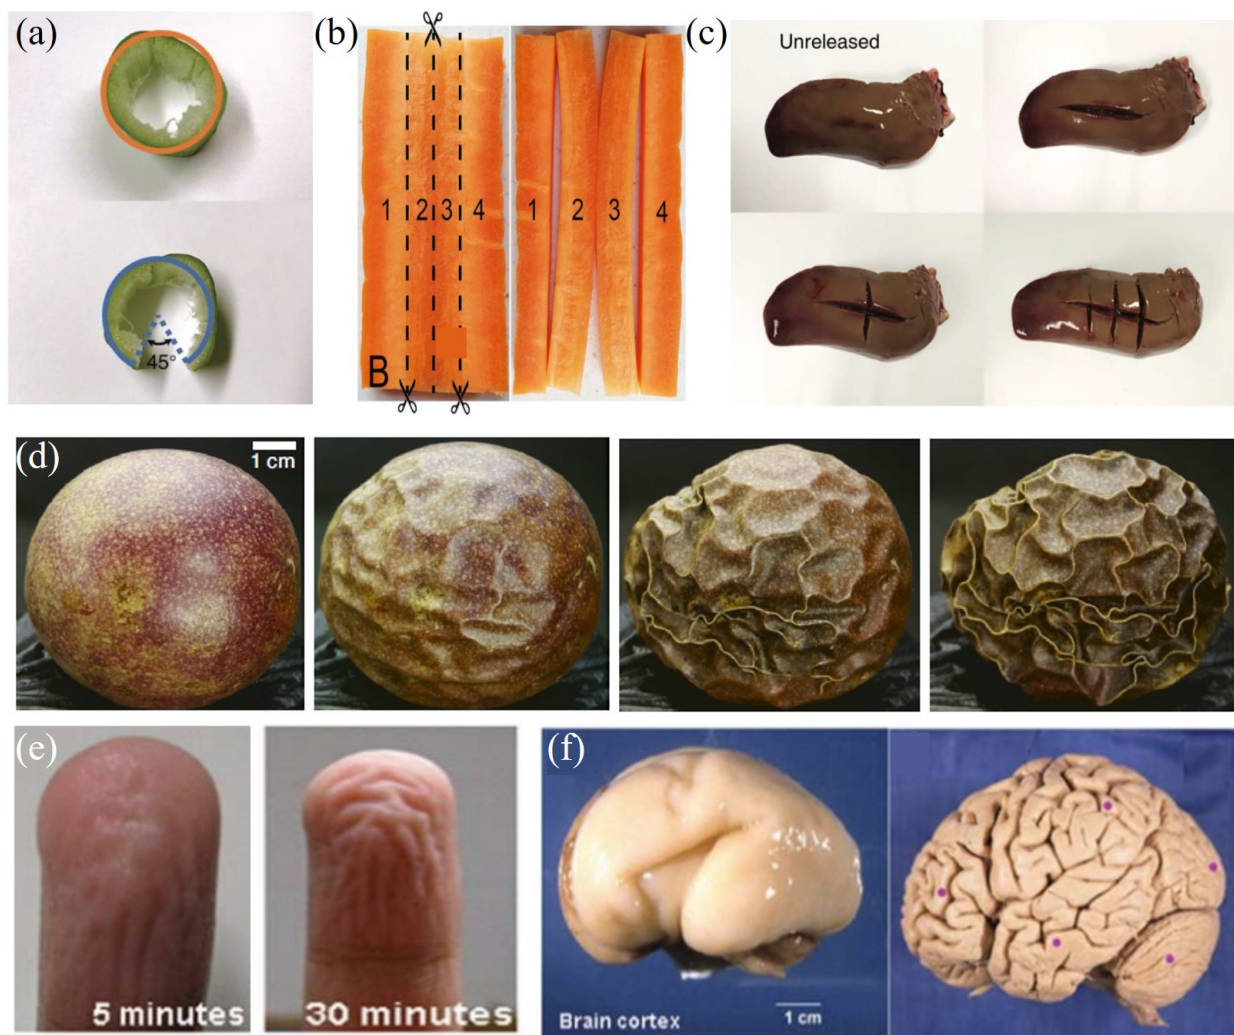 (a)
45°
(b)
1 2 3 4
B
1 2 3 4
(c)
Unreleased
(d)
1 cm
(e)
5 minutes
30 minutes
(f)
Brain cortex
1 cm